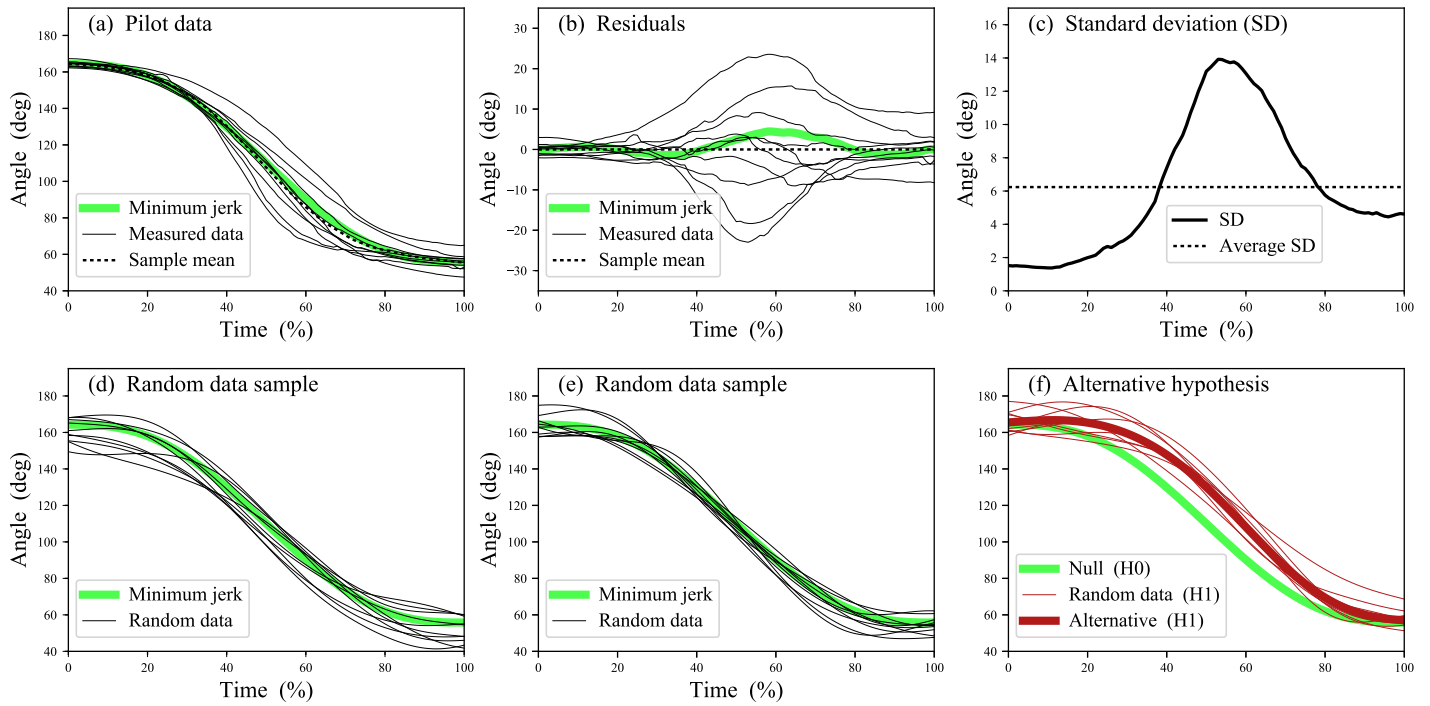 (a) Pilot data
180
160
140
120
100
80
60
40
Angle (deg)
Minimum jerk
Measured data
Sample mean
0 20 40 60 80 100
Time (%)
(b) Residuals
30
20
10
0
−10
−20
−30
Angle (deg)
Minimum jerk
Measured data
Sample mean
0 20 40 60 80 100
Time (%)
(c) Standard deviation (SD)
16
14
12
10
8
6
4
2
0
Angle (deg)
SD
Average SD
0 20 40 60 80 100
Time (%)
(d) Random data sample
180
160
140
120
100
80
60
40
Angle (deg)
Minimum jerk
Random data
0 20 40 60 80 100
Time (%)
(e) Random data sample
180
160
140
120
100
80
60
40
Angle (deg)
Minimum jerk
Random data
0 20 40 60 80 100
Time (%)
(f) Alternative hypothesis
180
160
140
120
100
80
60
40
Angle (deg)
Null (H0)
Random data (H1)
Alternative (H1)
0 20 40 60 80 100
Time (%)